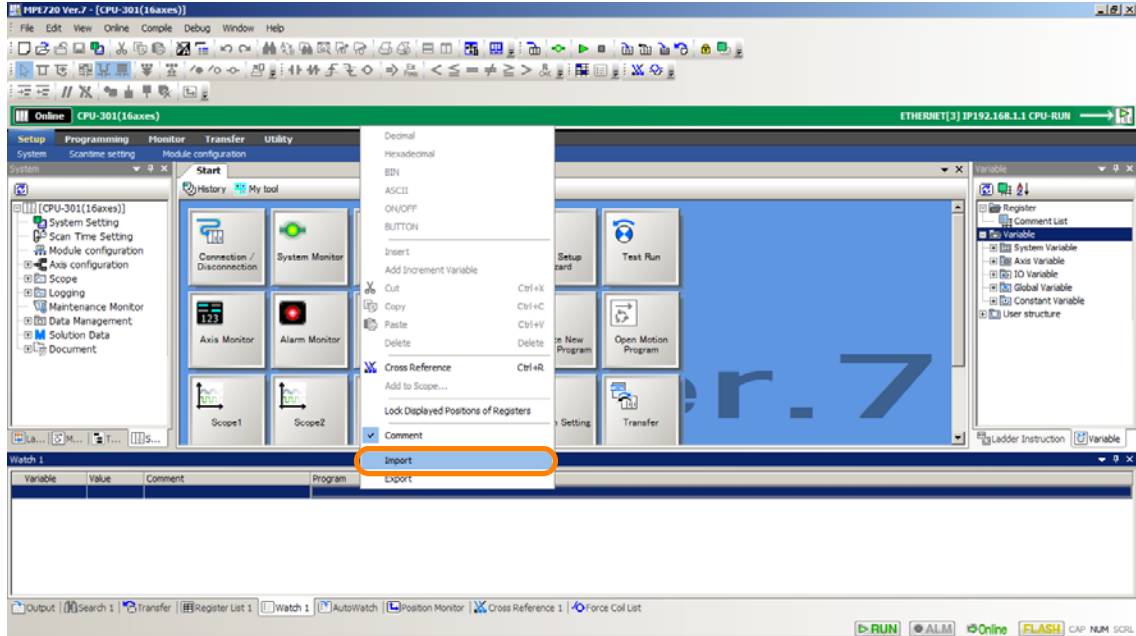 MPE720 Ver.7 - [CPU-301(16axes)]
File Edit View Online Compile Debug Window Help
Online CPU-301(16axes)
ETHERNET[3] IP192.168.1.1 CPU-RUN
Setup Programming Monitor Transfer Utility
System Scantime setting Module configuration
System
Start
History My tool
[CPU-301(16axes)]
System Setting
Scan Time Setting
Module configuration
Axis configuration
Scope
Logging
Maintenance Monitor
Data Management
Solution Data
Document
La... M... T... S...
Connection /
Disconnection
System Monitor
Setup
zard
Test Run
123
Axis Monitor
Alarm Monitor
te New
Program
Open Motion
Program
Scope1
Scope2
Setting
Transfer
er.7
Decimal
Hexadecimal
BIN
ASCII
ON/OFF
BUTTON
Insert
Add Increment Variable
Cut Ctrl+X
Copy Ctrl+C
Paste Ctrl+V
Delete Delete
Cross Reference Ctrl+R
Add to Scope...
Lock Displayed Positions of Registers
Comment
Import
Export
Variable
Register
Comment List
Variable
System Variable
Axis Variable
IO Variable
Global Variable
Constant Variable
User structure
Ladder Instruction Variable
Watch 1
Variable Value Comment Program
Output Search 1 Transfer Register List 1 Watch 1 AutoWatch Position Monitor Cross Reference 1 Force Coil List
RUN ALM Online FLASH CAP NUM SCRL